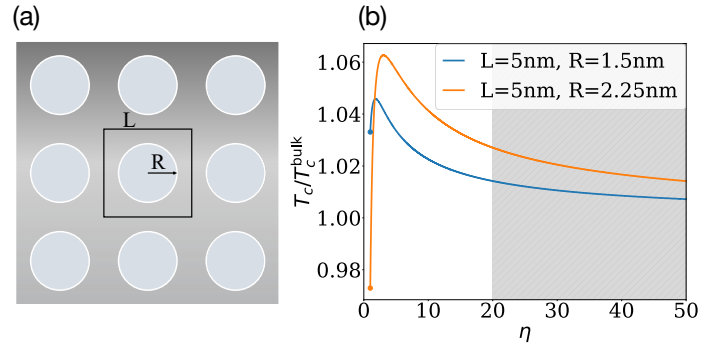 (a)
L
R
(b)
T_c/T_c^bulk
1.06
1.04
1.02
1.00
0.98
L=5nm, R=1.5nm
L=5nm, R=2.25nm
0 10 20 30 40 50
η